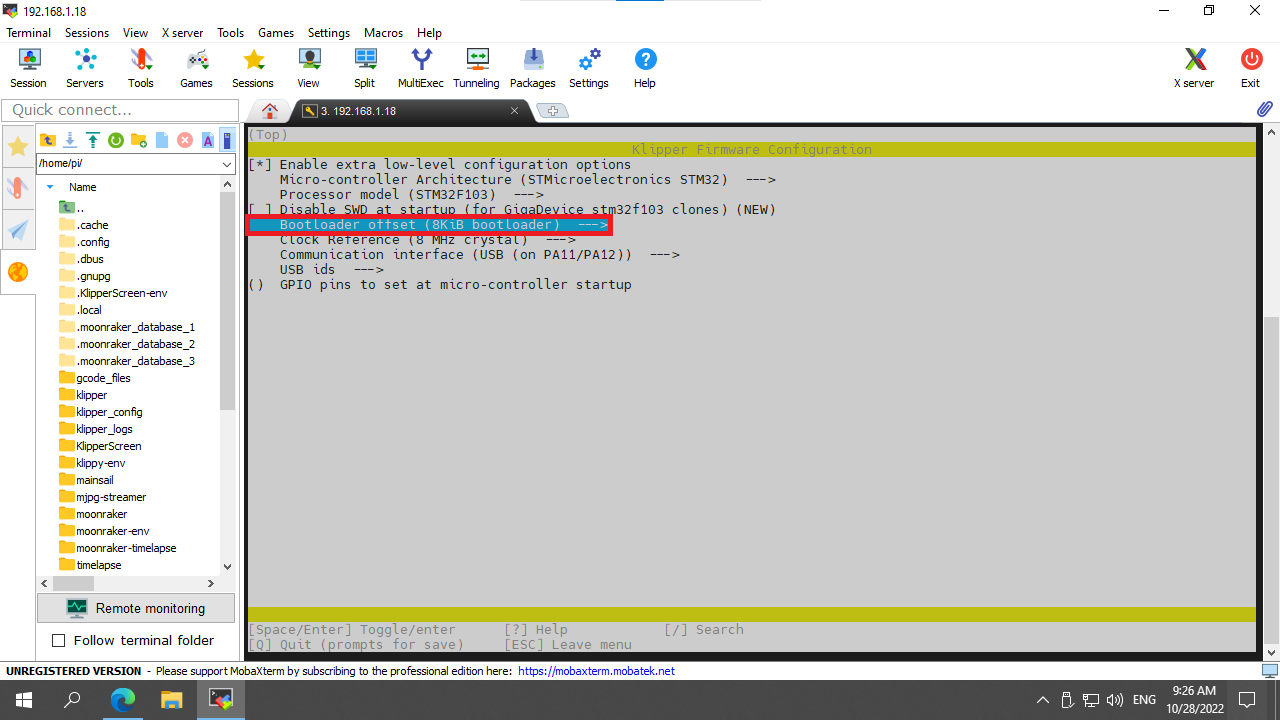 192.168.1.18
Terminal Sessions View X server Tools Games Settings Macros Help
Session Servers Tools Games Sessions View Split MultiExec Tunneling Packages Settings Help X server Exit
Quick connect...
3. 192.168.1.18
/home/pi/
Name
..
.cache
.config
.dbus
.gnupg
.KlipperScreen-env
.local
.moonraker_database_1
.moonraker_database_2
.moonraker_database_3
gcode_files
klipper
klipper_config
klipper_logs
KlipperScreen
klippy-env
mainsail
mjpg-streamer
moonraker
moonraker-env
moonraker-timelapse
timelapse
Remote monitoring
Follow terminal folder
(Top)
Klipper Firmware Configuration
[*] Enable extra low-level configuration options
Micro-controller Architecture (STMicroelectronics STM32) --->
Processor model (STM32F103) --->
[ ] Disable SWD at startup (for GigaDevice stm32f103 clones) (NEW)
Bootloader offset (8KiB bootloader) --->
Clock Reference (8 MHz crystal) --->
Communication interface (USB (on PA11/PA12)) --->
USB ids --->
() GPIO pins to set at micro-controller startup
[Space/Enter] Toggle/enter [?] Help [/] Search
[Q] Quit (prompts for save) [ESC] Leave menu
UNREGISTERED VERSION - Please support MobaXterm by subscribing to the professional edition here: https://mobaxterm.mobatek.net
ENG
9:26 AM
10/28/2022